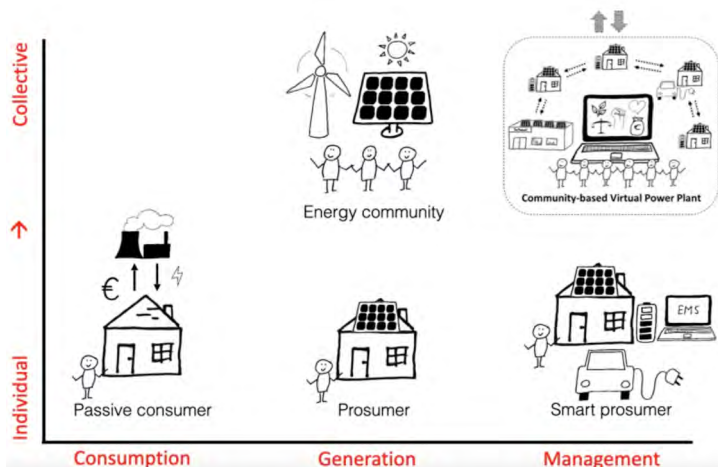 Collective
→
Individual
Energy community
Community-based Virtual Power Plant
€
€
Passive consumer
Prosumer
EMS
Smart prosumer
Consumption
Generation
Management